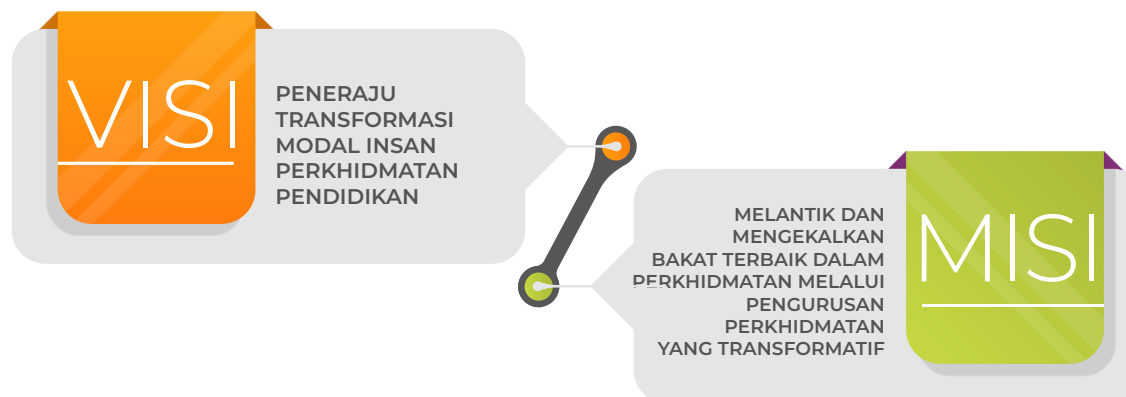 VISI
PENERAJU
TRANSFORMASI
MODAL INSAN
PERKHIDMATAN
PENDIDIKAN
MELANTIK DAN
MENGEKALKAN
BAKAT TERBAIK DALAM
PERKHIDMATAN MELALUI
PENGURUSAN
PERKHIDMATAN
YANG TRANSFORMATIF
MISI